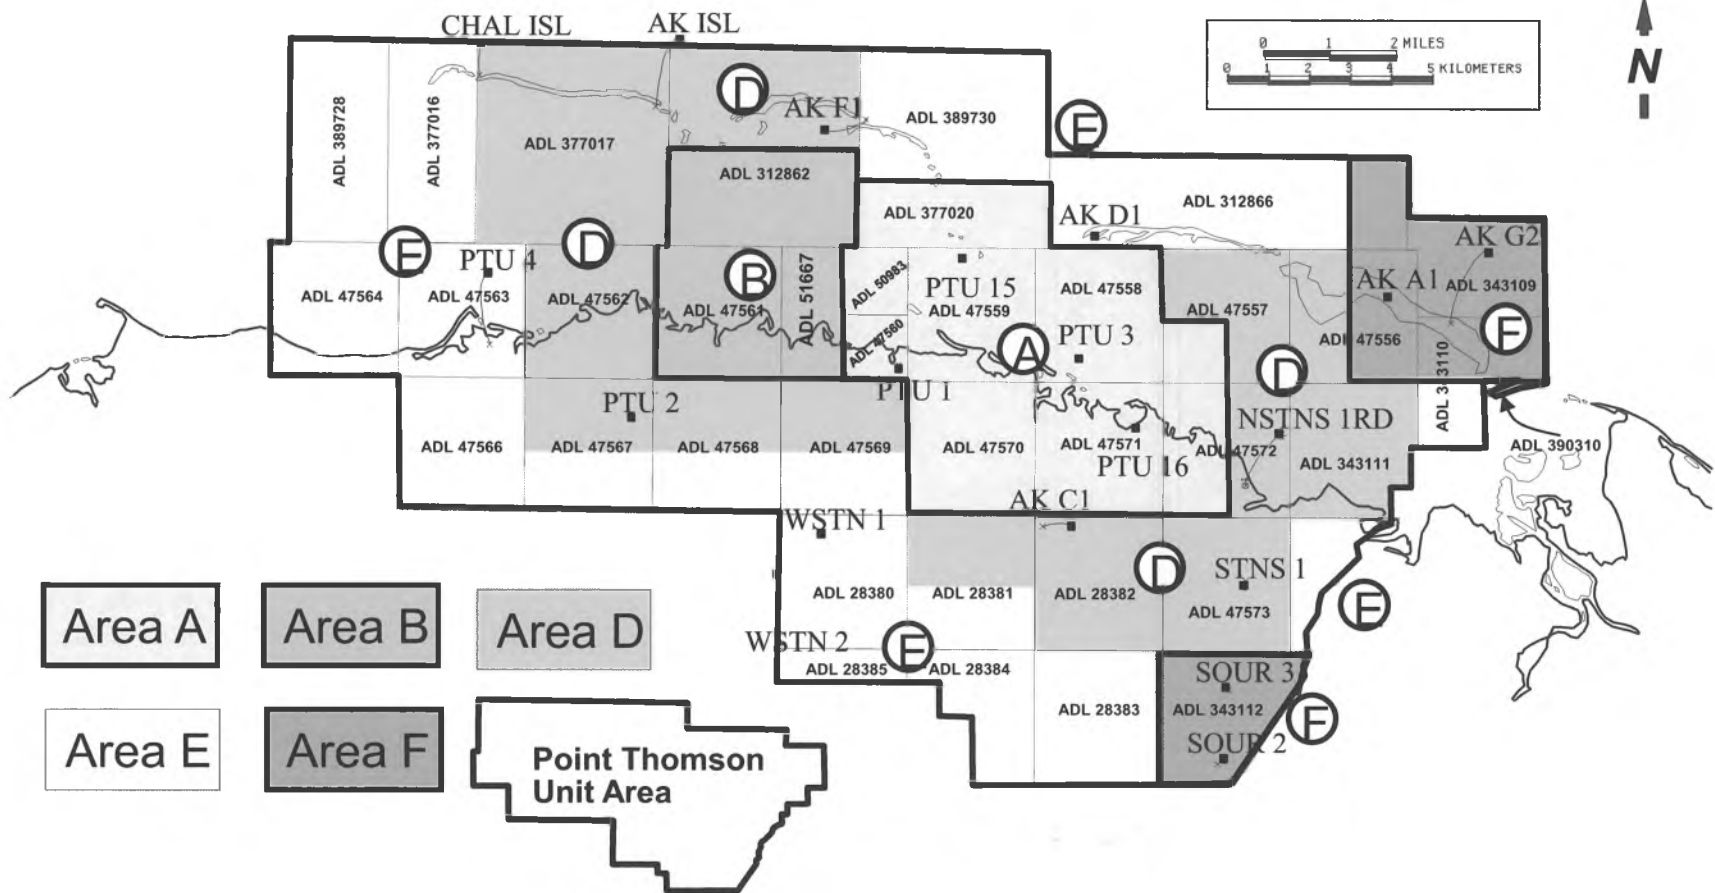 CHAL ISL
AK ISL
0 1 2 MILES
0 1 2 3 4 5 KILOMETERS
N
D
AK F1
ADL 389728
ADL 377016
ADL 377017
ADL 312862
ADL 389730
E
ADL 377020
AK D1
ADL 312866
AK G2
E
PTU 4
D
B
ADL 51667
ADL 50983
PTU 15
AK A1
ADL 343109
ADL 47564
ADL 47563
ADL 47562
ADL 47561
ADL 47560
ADL 47559
ADL 47558
ADL 47557
ADL 47556
F
A
PTU 3
D
ADL 343110
PTU 1
PTU 2
NSTNS 1RD
ADL 390310
ADL 47566
ADL 47567
ADL 47568
ADL 47569
ADL 47570
ADL 47571
ADL 47572
ADL 343111
PTU 16
AK C1
WSTN 1
D
STNS 1
ADL 28380
ADL 28381
ADL 28382
ADL 47573
E
WSTN 2
E
ADL 28385
ADL 28384
SOUR 3
ADL 28383
ADL 343112
F
SOUR 2
Area A
Area B
Area D
Area E
Area F
Point Thomson
Unit Area